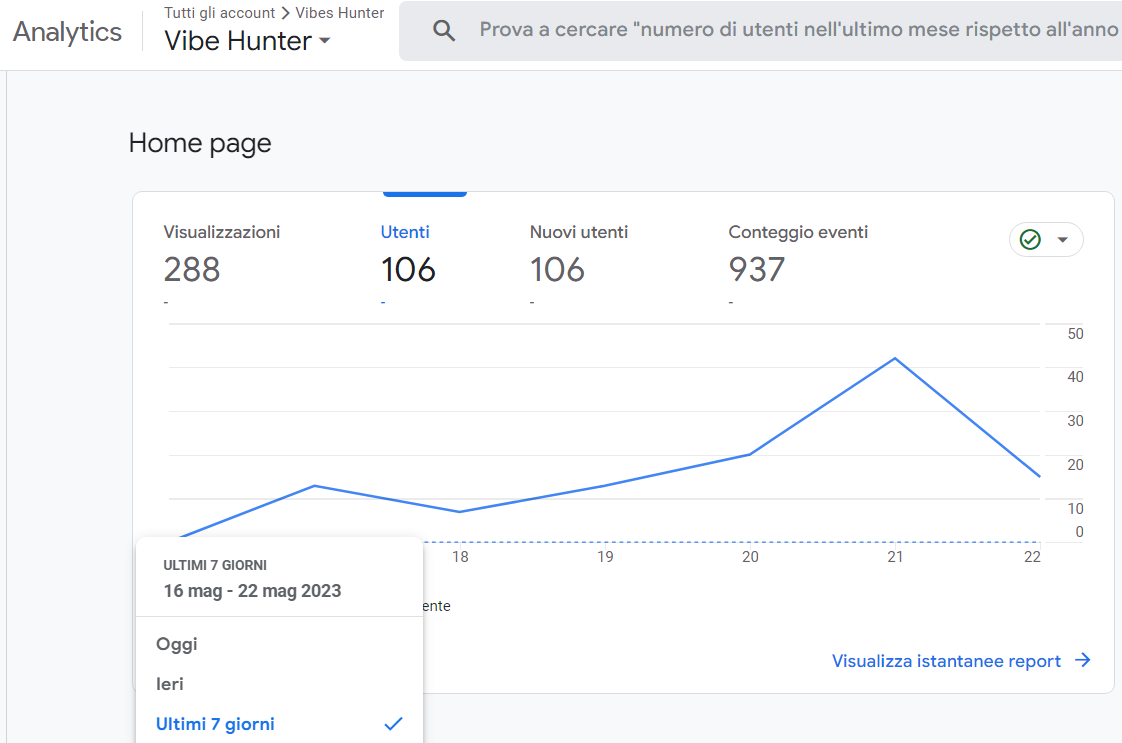 Analytics
Tutti gli account > Vibes Hunter
Vibe Hunter
Prova a cercare "numero di utenti nell'ultimo mese rispetto all'anno
Home page
Visualizzazioni
288
-
Utenti
106
-
Nuovi utenti
106
-
Conteggio eventi
937
-
50
40
30
20
10
0
18 19 20 21 22
ente
ULTIMI 7 GIORNI
16 mag - 22 mag 2023
Oggi
Ieri
Ultimi 7 giorni
Visualizza istantanee report